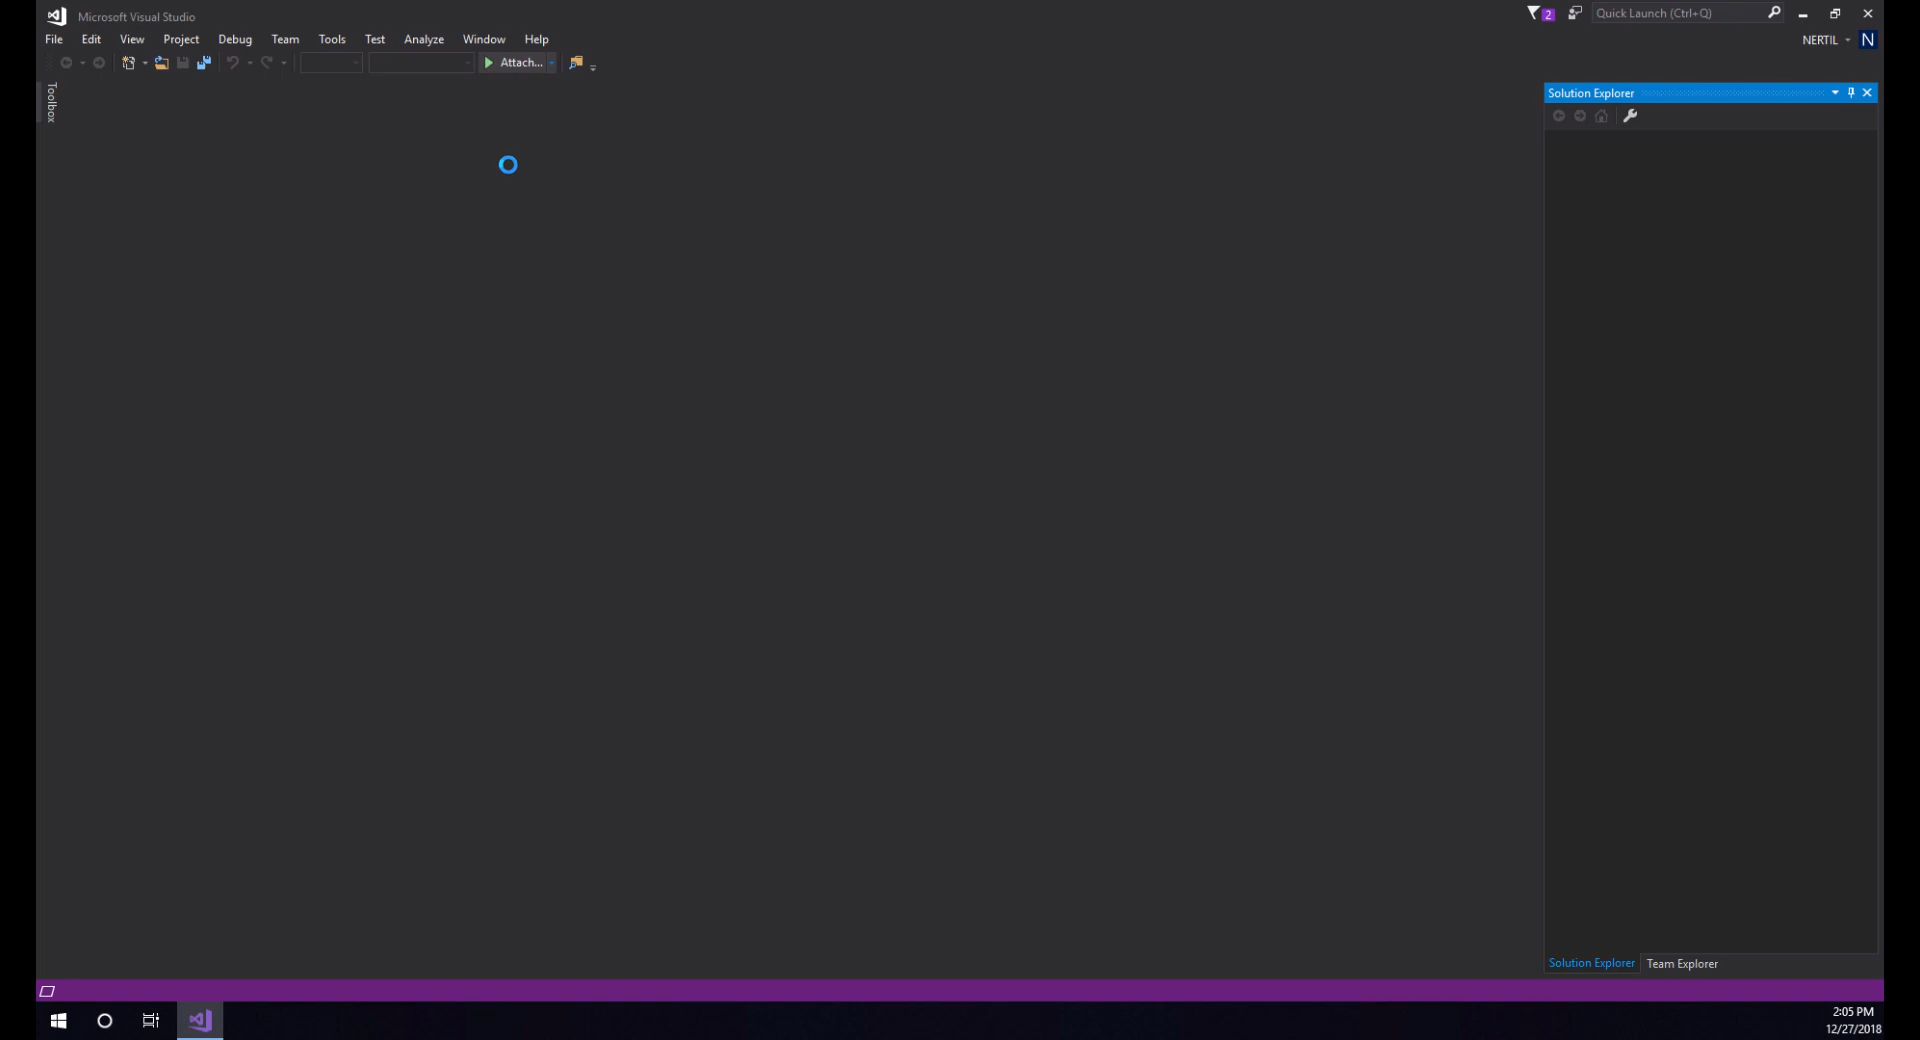 Microsoft Visual Studio
2
Quick Launch (Ctrl+Q)
File Edit View Project Debug Team Tools Test Analyze Window Help
NERTIL N
Attach...
Toolbox
Solution Explorer
Solution Explorer Team Explorer
2:05 PM
12/27/2018